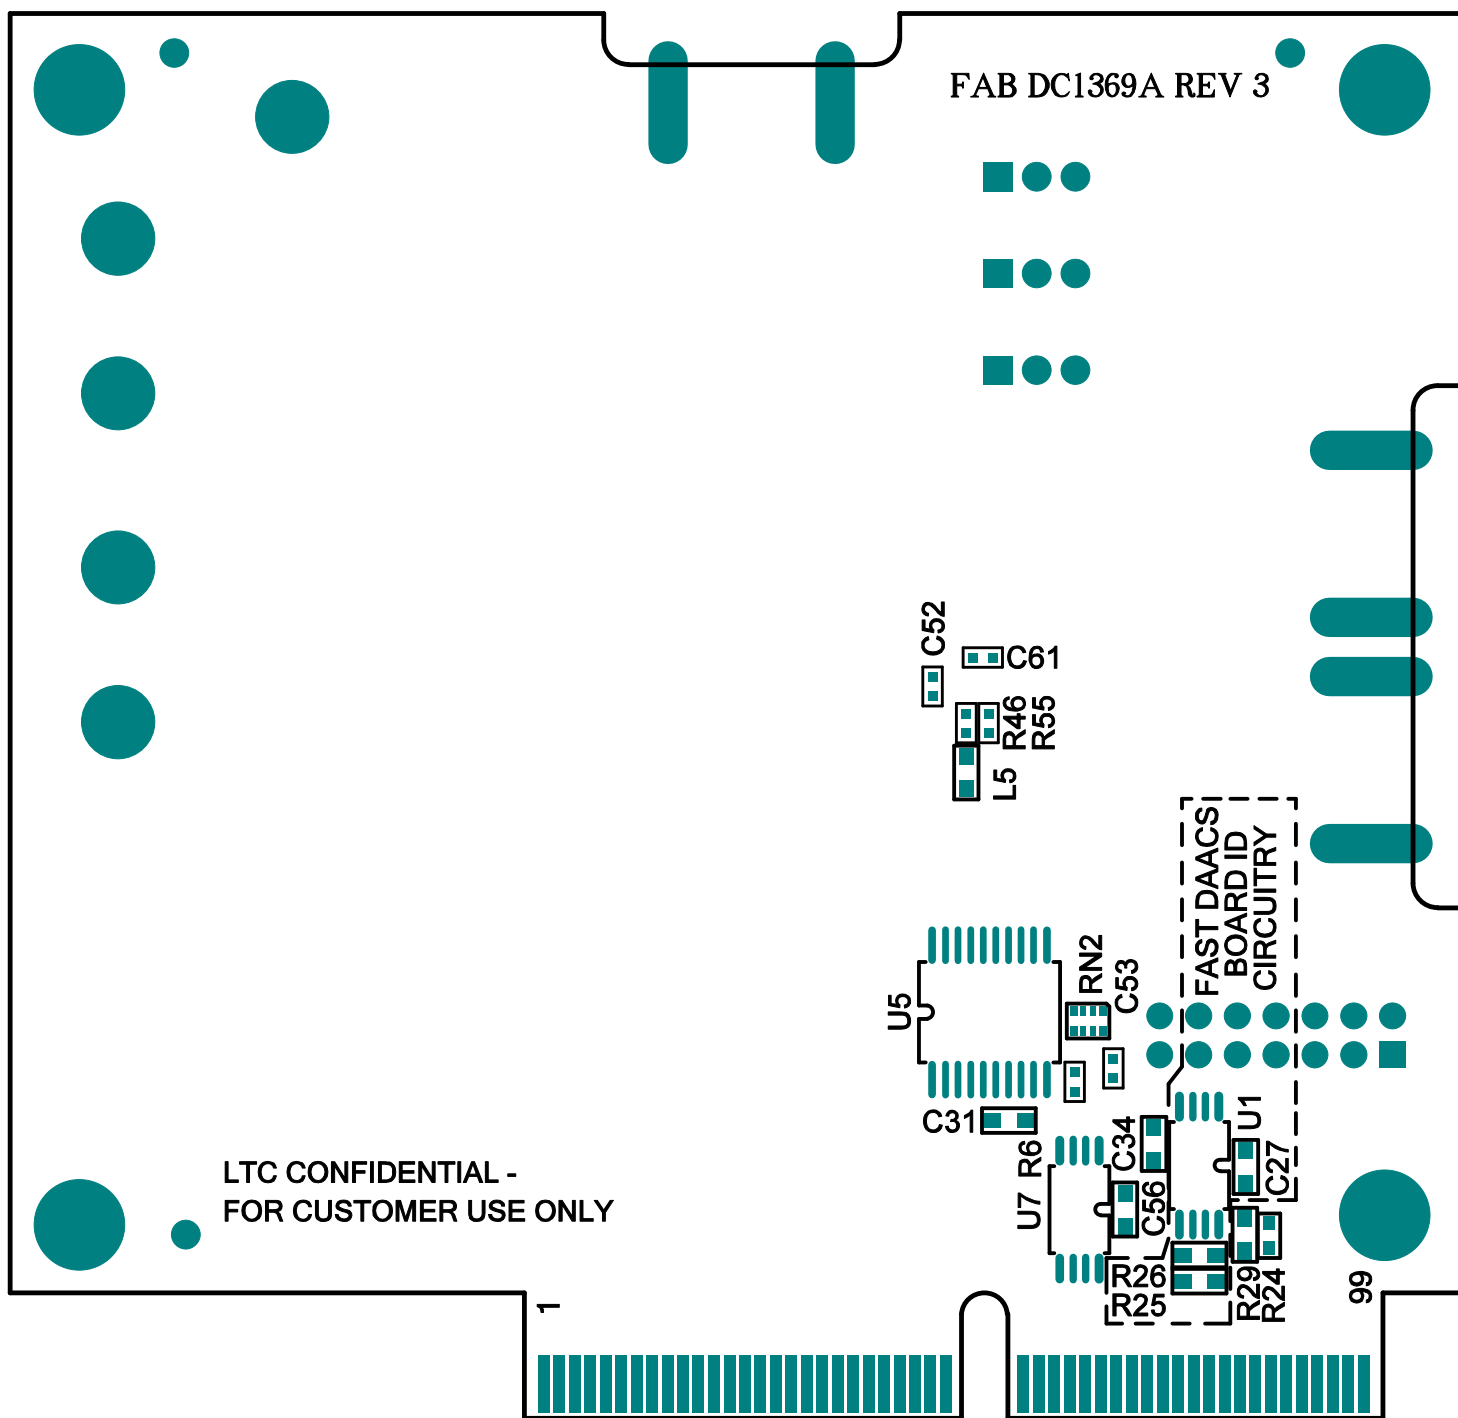 FAB DC1369A REV 3
C52
C61
R46
R55
L5
FAST DAACS
BOARD ID
CIRCUITRY
U5
RN2
C53
C31
R6
C34
U1
C27
U7
C56
LTC CONFIDENTIAL -
FOR CUSTOMER USE ONLY
R26
R25
R29
R24
1
99